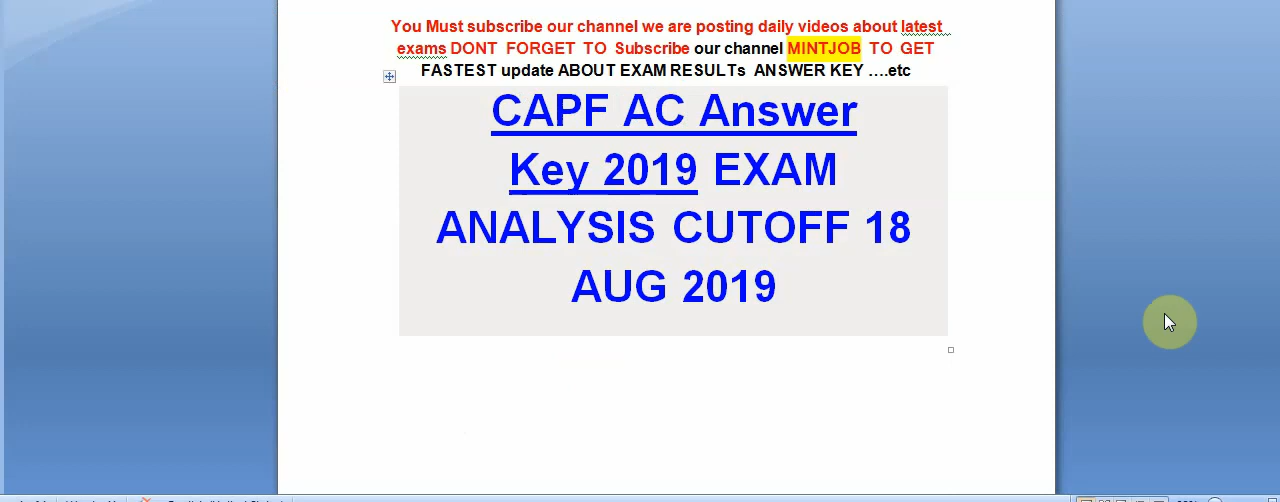 You Must subscribe our channel we are posting daily videos about latest
exams DONT FORGET TO Subscribe our channel MINTJOB TO GET
FASTEST update ABOUT EXAM RESULTs ANSWER KEY ....etc
CAPF AC Answer
Key 2019 EXAM
ANALYSIS CUTOFF 18
AUG 2019